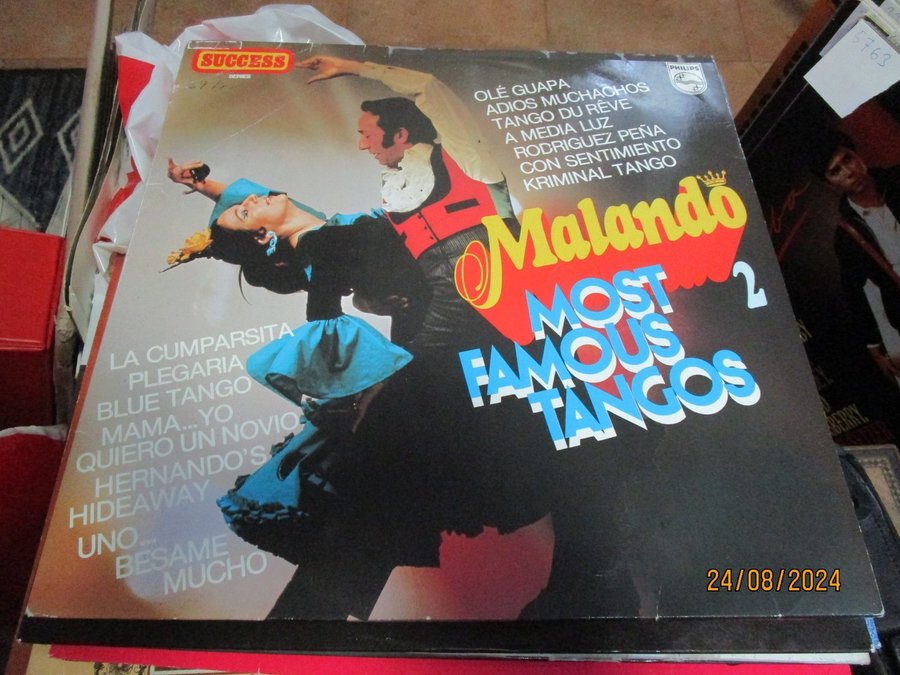 SUCCESS
PHILIPS
5763
OLÉ GUAPA
ADIOS MUCHACHOS
TANGO DU RÊVE
A MEDIA LUZ
RODRIGUEZ PEÑA
CON SENTIMIENTO
KRIMINAL TANGO
Malando
2
MOST
FAMOUS
TANGOS
LA CUMPARSITA
PLEGARIA
BLUE TANGO
MAMA...YO
QUIERO UN NOVIO
HERNANDO'S
HIDEAWAY
UNO...
BESAME
MUCHO
24/08/2024